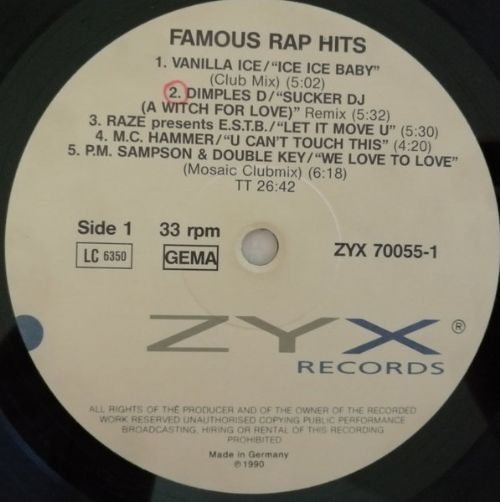 FAMOUS RAP HITS
1. VANILLA ICE/"ICE ICE BABY"
(Club Mix) (5:02)
2. DIMPLES D/"SUCKER DJ
(A WITCH FOR LOVE)" Remix (5:32)
3. RAZE presents E.S.T.B./"LET IT MOVE U" (5:30)
4. M.C. HAMMER/"U CAN'T TOUCH THIS" (4:20)
5. P.M. SAMPSON & DOUBLE KEY/"WE LOVE TO LOVE"
(Mosaic Clubmix) (6:18)
TT 26:42
Side 1 33 rpm
LC 6350 GEMA ZYX 70055-1
ZYX ®
RECORDS
ALL RIGHTS OF THE PRODUCER AND OF THE OWNER OF THE RECORDED
WORK RESERVED UNAUTHORISED COPYING PUBLIC PERFORMANCE
BROADCASTING, HIRING OR RENTAL OF THIS RECORDING
PROHIBITED
Made in Germany
℗ 1990